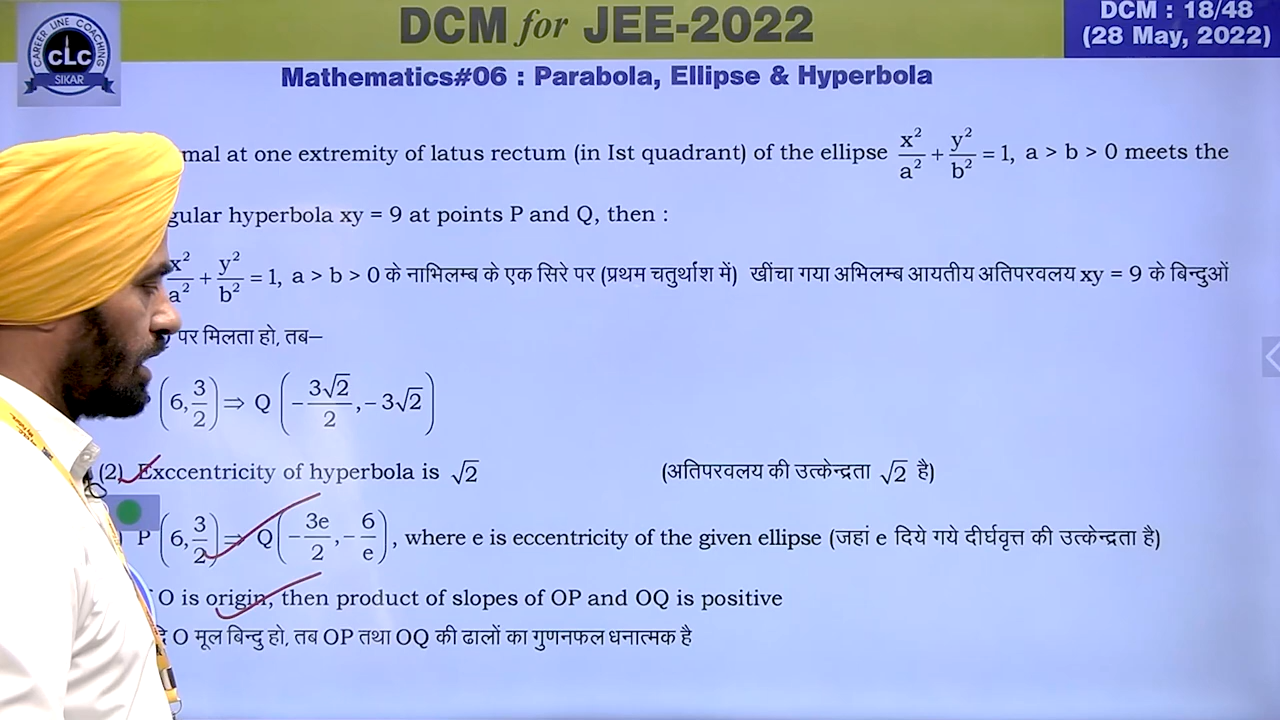 DCM for JEE-2022
DCM : 18/48
(28 May, 2022)
CAREER LINE COACHING
CLC
SIKAR
Mathematics#06 : Parabola, Ellipse & Hyperbola
mal at one extremity of latus rectum (in Ist quadrant) of the ellipse x²/a² + y²/b² = 1, a > b > 0 meets the
gular hyperbola xy = 9 at points P and Q, then :
x²/a² + y²/b² = 1, a > b > 0 के नाभिलम्ब के एक सिरे पर (प्रथम चतुर्थांश में) खींचा गया अभिलम्ब आयतीय अतिपरवलय xy = 9 के बिन्दुओं
पर मिलता हो, तब–
(6, 3/2) ⇒ Q (-3√2/2, -3√2)
(2) Exccentricity of hyperbola is √2 (अतिपरवलय की उत्केन्द्रता √2 है)
) P (6, 3/2) ⇒ Q (-3e/2, -6/e), where e is eccentricity of the given ellipse (जहां e दिये गये दीर्घवृत्त की उत्केन्द्रता है)
O is origin, then product of slopes of OP and OQ is positive
O मूल बिन्दु हो, तब OP तथा OQ की ढालों का गुणनफल धनात्मक है